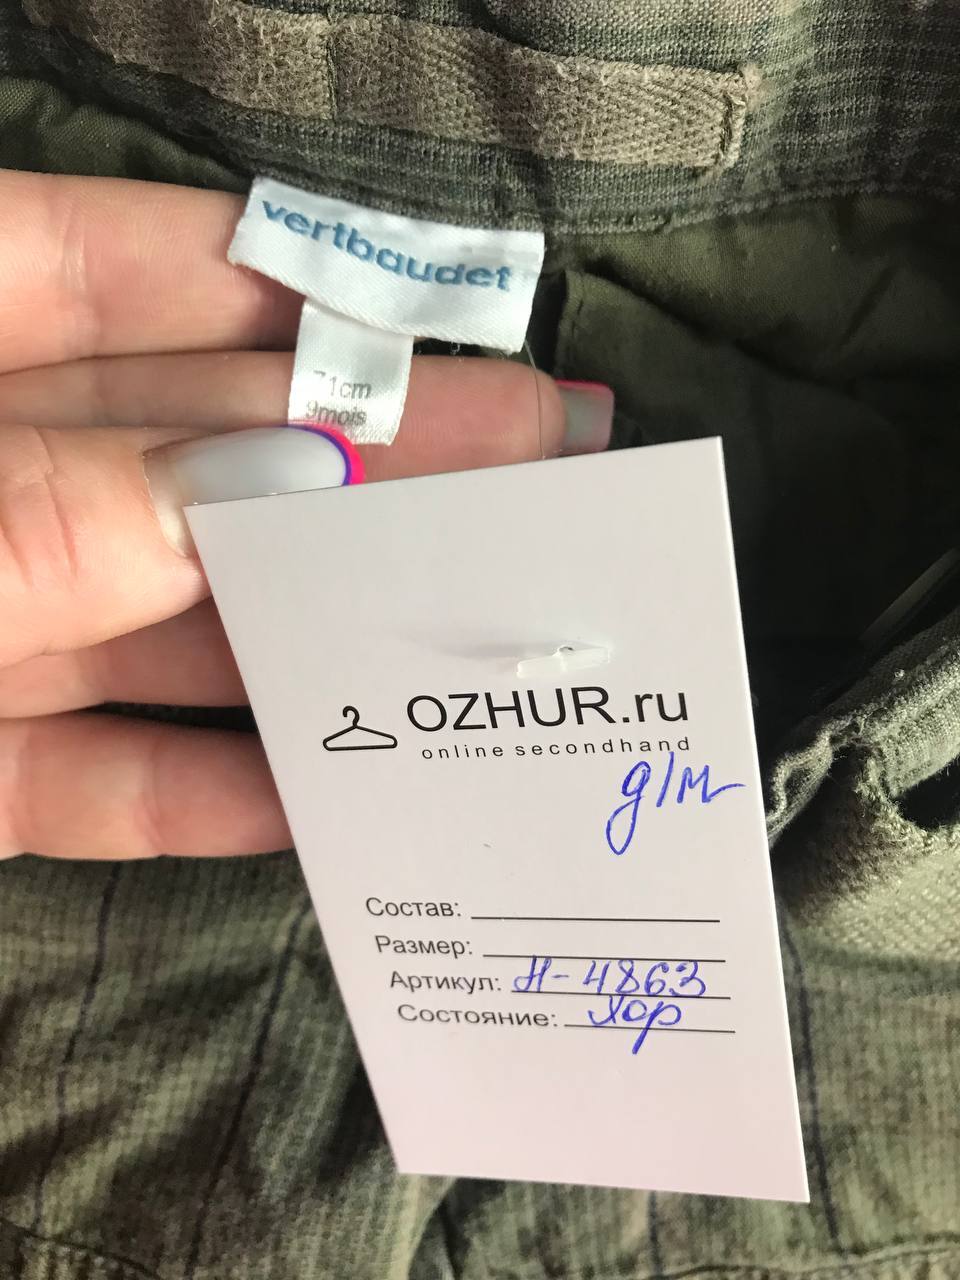 vertbaudet
71cm
9mois
OZHUR.ru
online secondhand
д/м
Состав:
Размер:
Артикул: Н-4863
Состояние: Хор